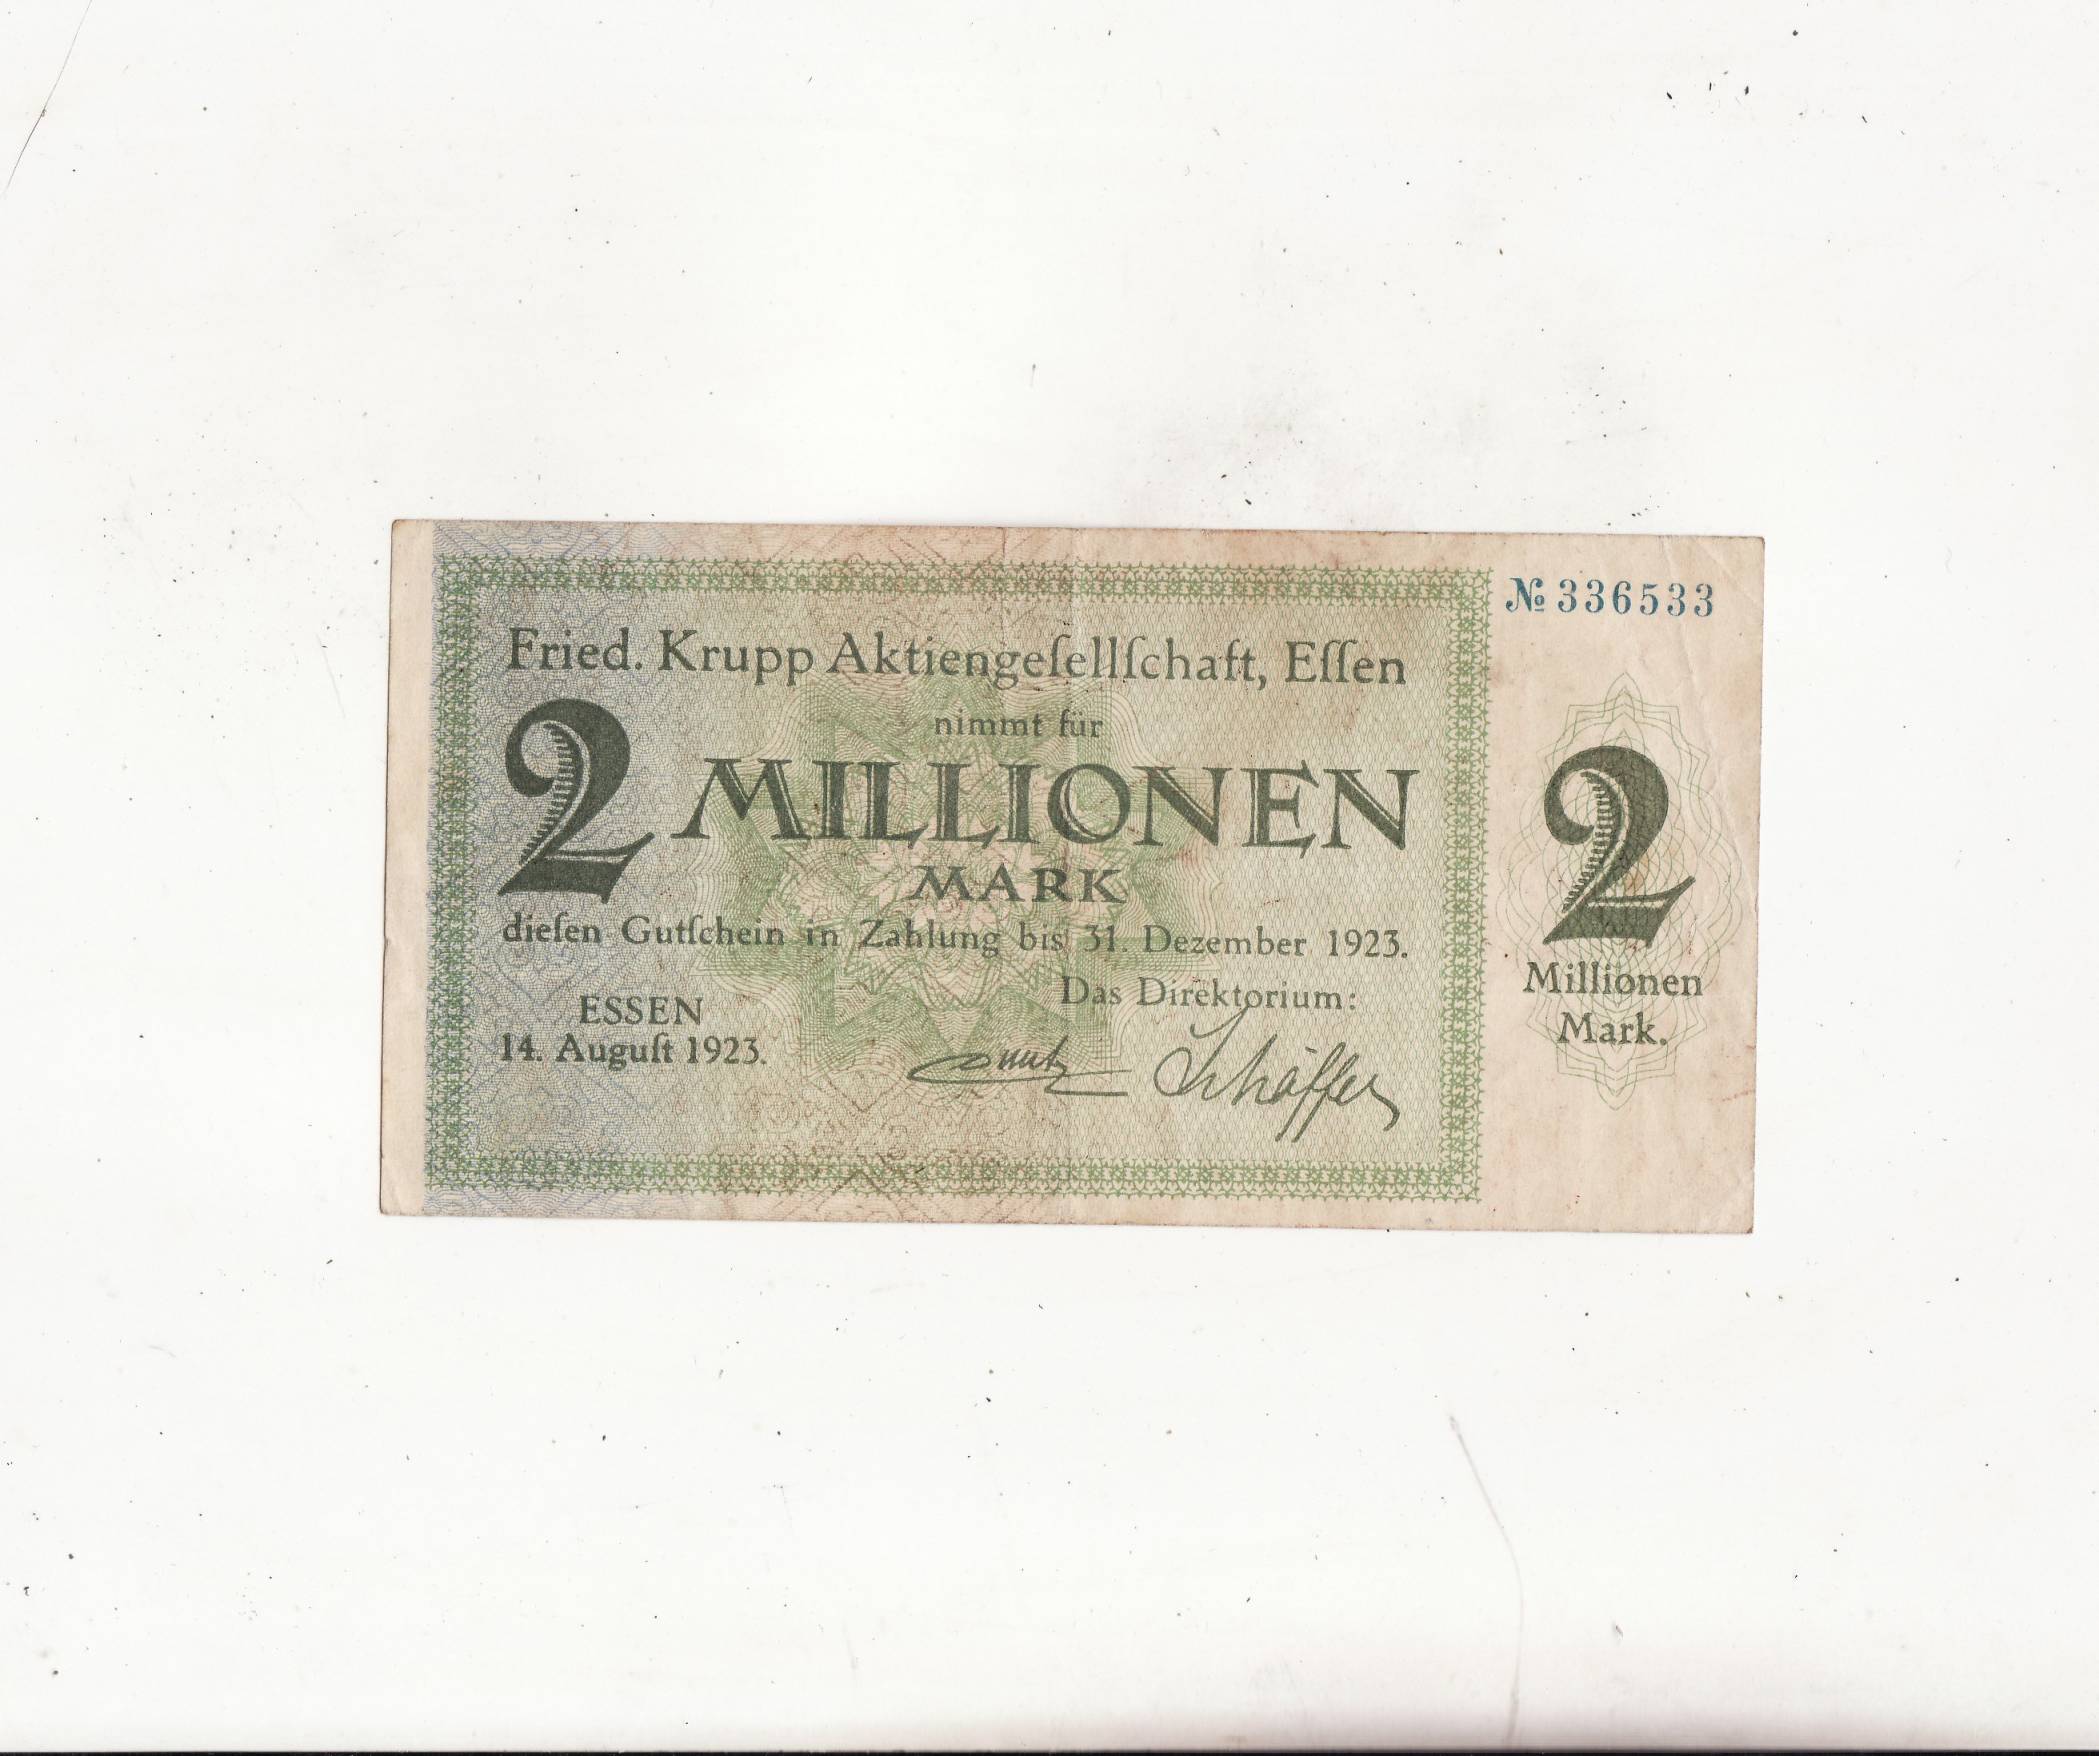 № 336533
Fried. Krupp Aktiengeſellſchaft, Eſſen
nimmt für
2 MILLIONEN
MARK
dieſen Gutſchein in Zahlung bis 31. Dezember 1923.
Das Direktorium:
ESSEN
14. Auguſt 1923.
Schäffer
2
Millionen
Mark.